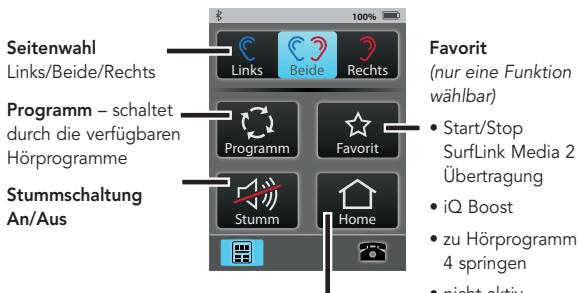 Seitenwahl
Links/Beide/Rechts
Programm – schaltet
durch die verfügbaren
Hörprogramme
Stummschaltung
An/Aus
100%
Links
Beide
Rechts
Programm
Favorit
Stumm
Home
Favorit
(nur eine Funktion
wählbar)
• Start/Stop
SurfLink Media 2
Übertragung
• iQ Boost
• zu Hörprogramm
4 springen
• nicht aktiv